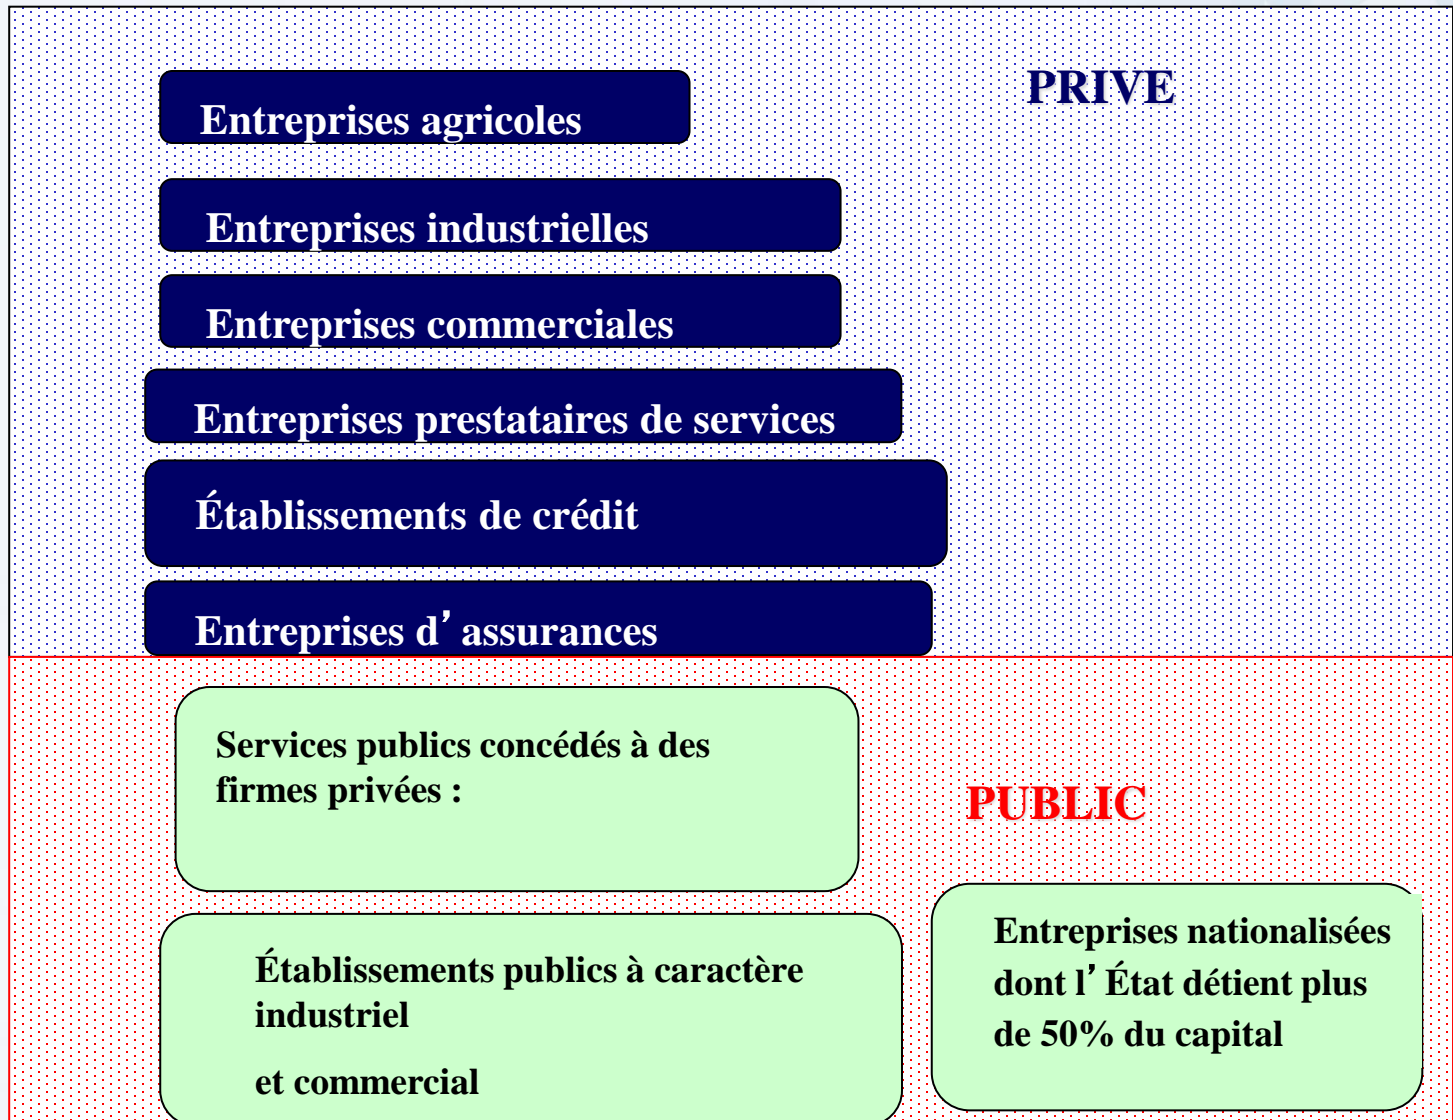 PRIVE
Entreprises agricoles
Entreprises industrielles
Entreprises commerciales
Entreprises prestataires de services
Établissements de crédit
Entreprises d’ assurances
Services publics concédés à des
firmes privées :
PUBLIC
Établissements publics à caractère
industriel
et commercial
Entreprises nationalisées
dont l’ État détient plus
de 50% du capital